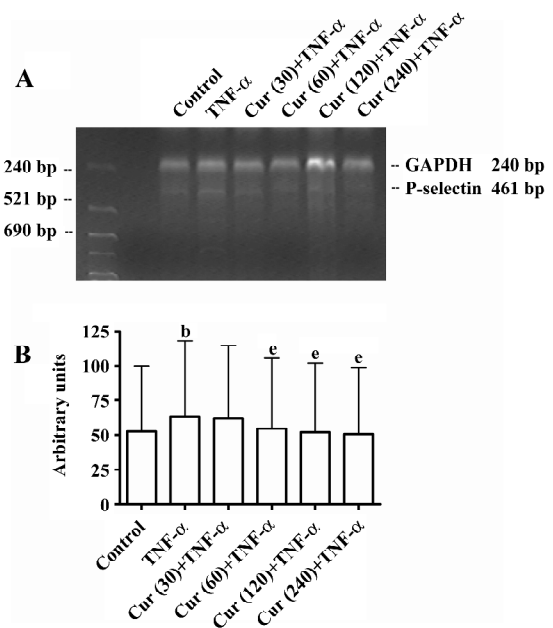 A
Control
TNF-α
Cur (30)+TNF-α
Cur (60)+TNF-α
Cur (120)+TNF-α
Cur (240)+TNF-α
240 bp --
521 bp --
690 bp --
-- GAPDH 240 bp
-- P-selectin 461 bp
B
Arbitrary units
125
100
75
50
25
0
b
e
e
e
Control
TNF-α
Cur (30)+TNF-α
Cur (60)+TNF-α
Cur (120)+TNF-α
Cur (240)+TNF-α